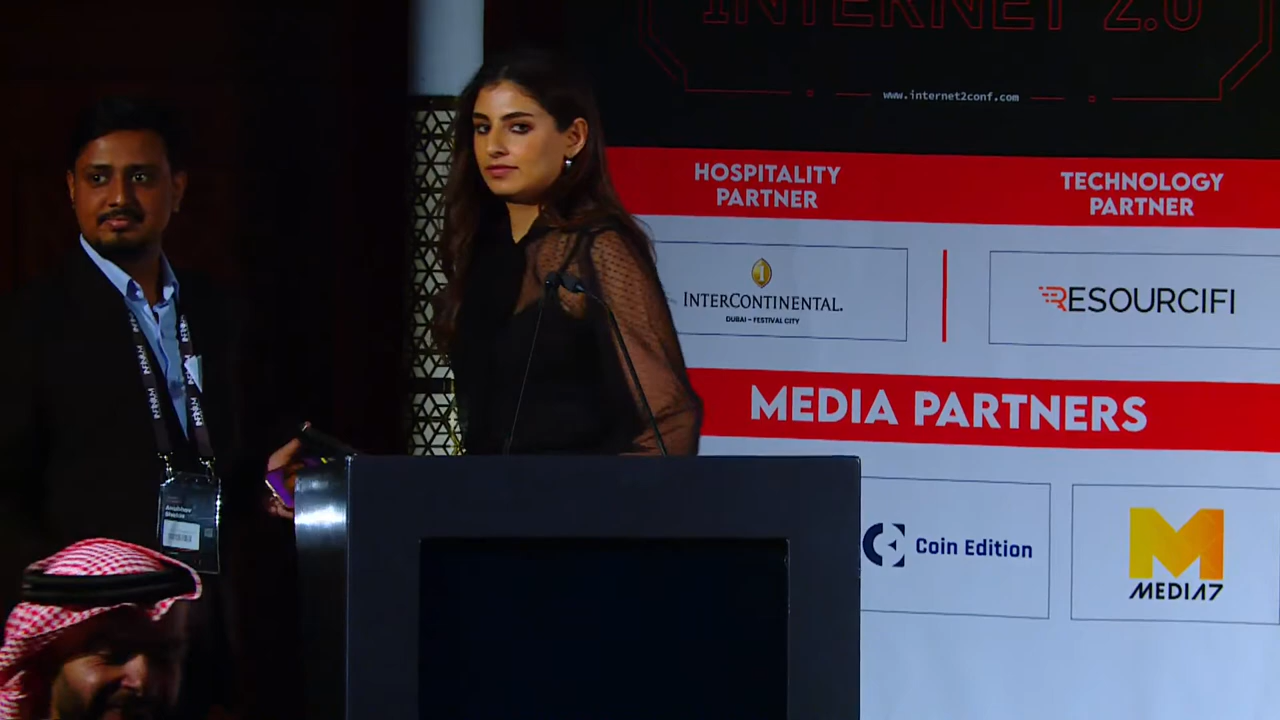 INTERNET 2.0
www.internet2conf.com
HOSPITALITY
PARTNER
TECHNOLOGY
PARTNER
INTERCONTINENTAL.
DUBAI – FESTIVAL CITY
RESOURCIFI
MEDIA PARTNERS
Coin Edition
MEDIA7